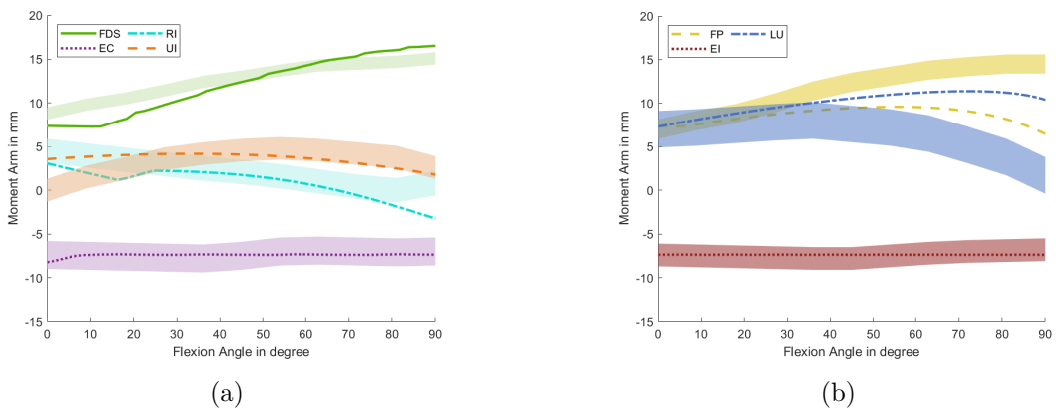 20
15
10
5
0
-5
-10
-15
Moment Arm in mm
FDS RI
EC UI
0 10 20 30 40 50 60 70 80 90
Flexion Angle in degree
(a)
20
15
10
5
0
-5
-10
-15
Moment Arm in mm
FP LU
EI
0 10 20 30 40 50 60 70 80 90
Flexion Angle in degree
(b)